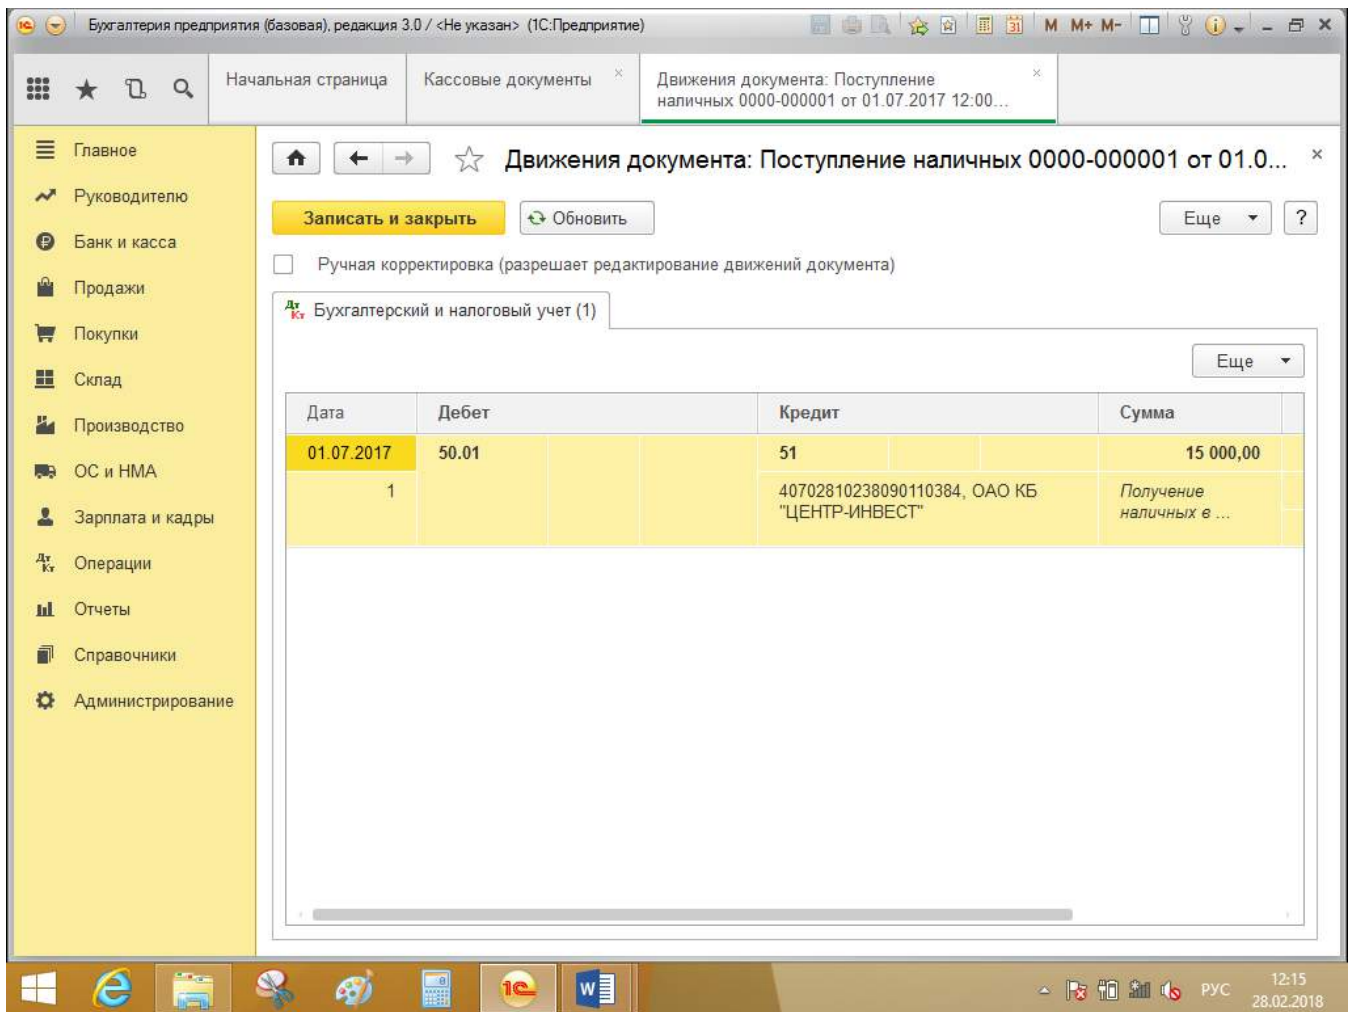 Бухгалтерия предприятия (базовая), редакция 3.0 / <Не указан> (1С:Предприятие)
M M+ M-
Начальная страница
Кассовые документы
Движения документа: Поступление
наличных 0000-000001 от 01.07.2017 12:00...
Главное
Руководителю
Банк и касса
Продажи
Покупки
Склад
Производство
ОС и НМА
Зарплата и кадры
Операции
Отчеты
Справочники
Администрирование
Движения документа: Поступление наличных 0000-000001 от 01.0...
Записать и закрыть
Обновить
Еще
?
Ручная корректировка (разрешает редактирование движений документа)
Дт Кт Бухгалтерский и налоговый учет (1)
Еще
Дата Дебет Кредит Сумма
01.07.2017 50.01 51 15 000,00
1 40702810238090110384, ОАО КБ Получение
"ЦЕНТР-ИНВЕСТ" наличных в ...
РУС
12:15
28.02.2018